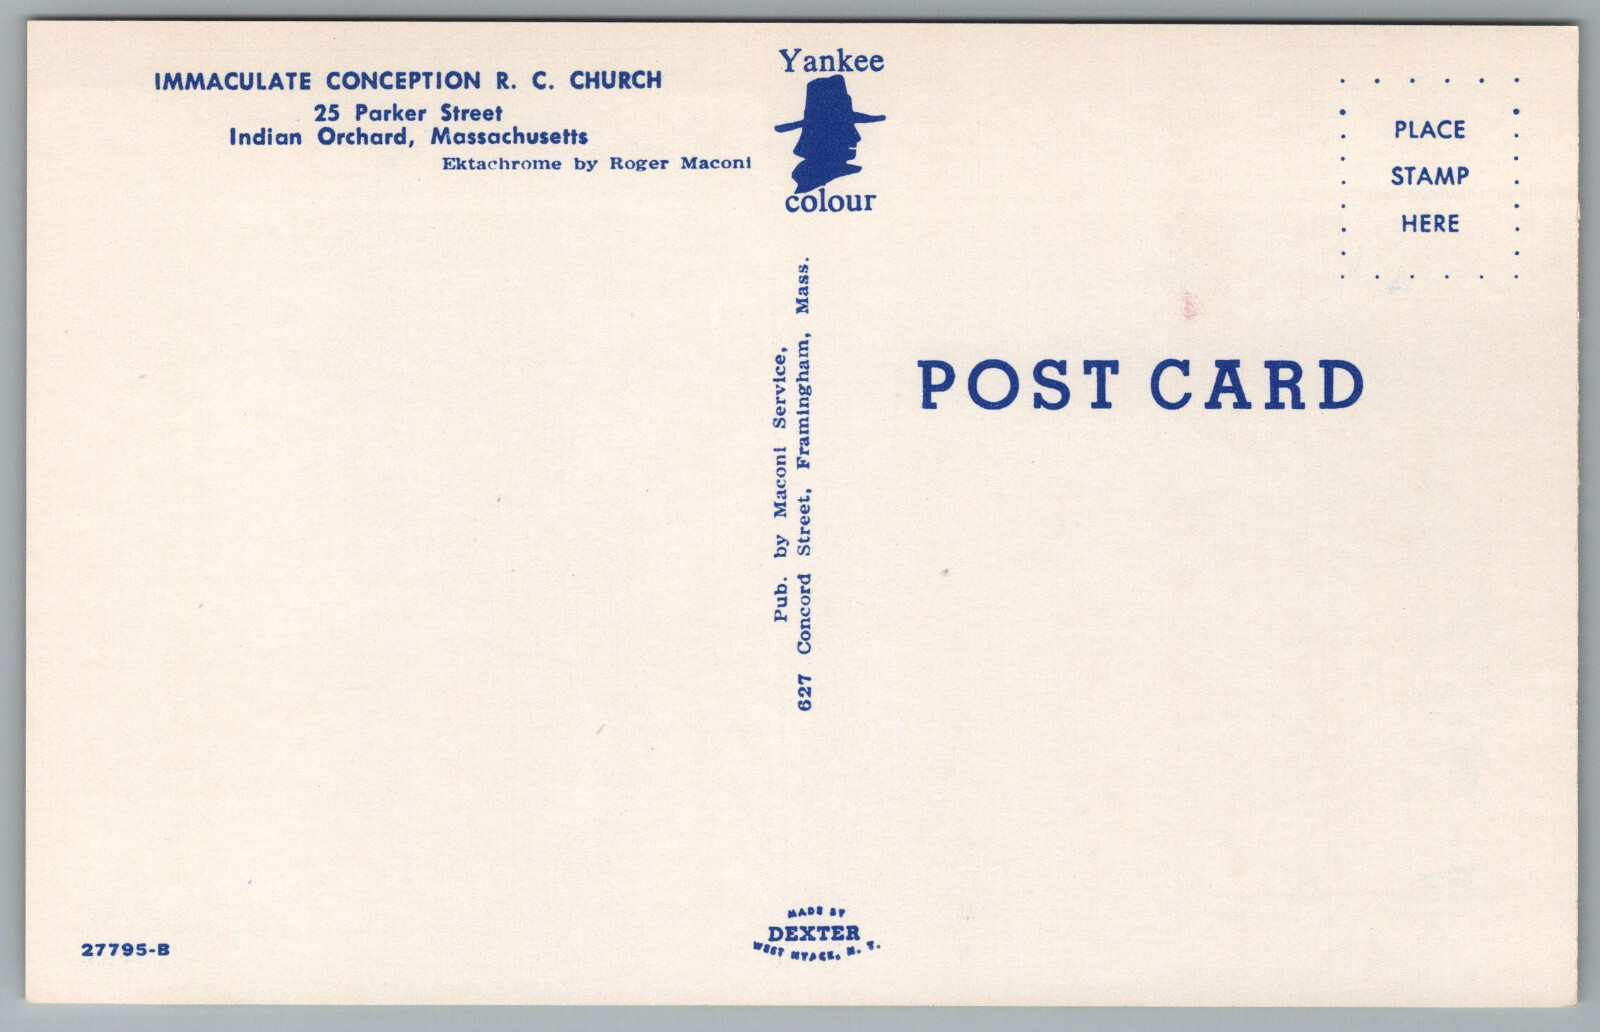 IMMACULATE CONCEPTION R. C. CHURCH
25 Parker Street
Indian Orchard, Massachusetts
Ektachrome by Roger Maconi
Yankee
colour
PLACE
STAMP
HERE
Pub. by Maconi Service,
627 Concord Street, Framingham, Mass.
POST CARD
27795-B
MADE BY
DEXTER
WEST NYACK, N. Y.